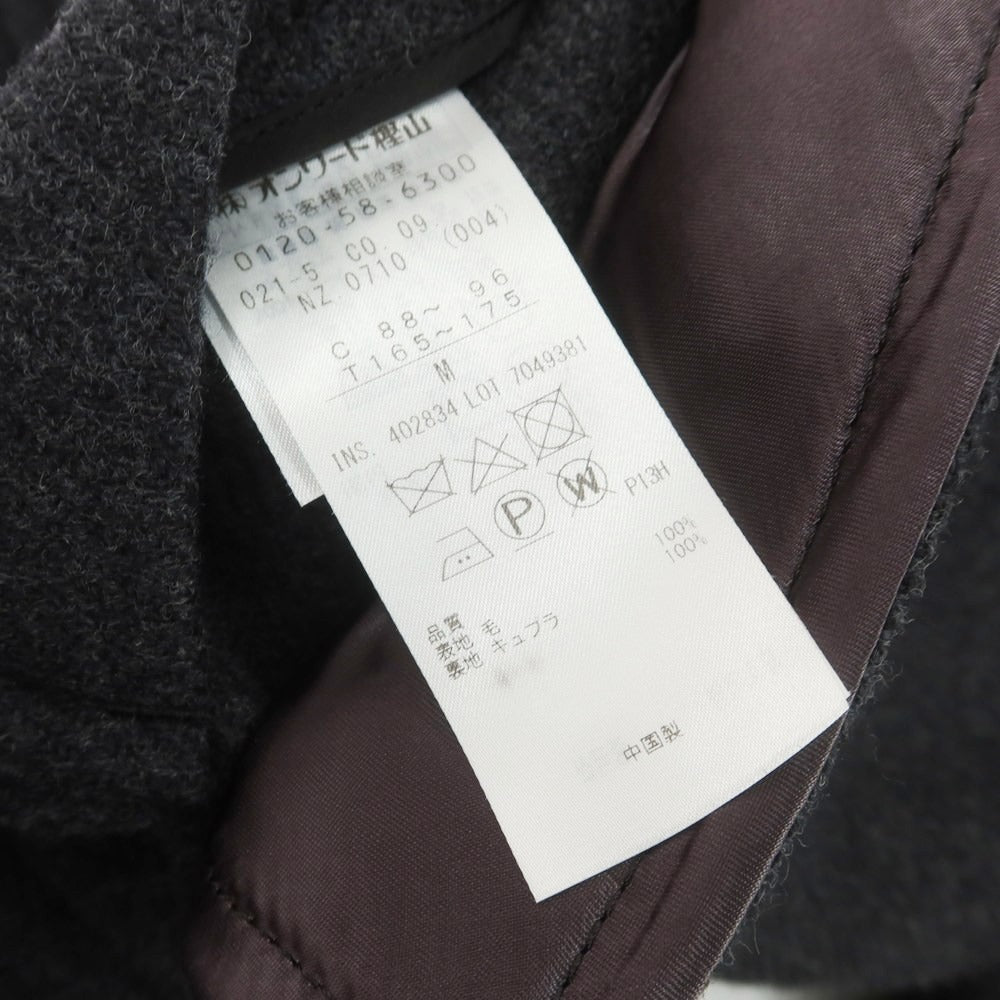 ㈱オンワード樫山
お客様相談室
0120-58-6300
021-5 CO.09
NZ.0710 (004)
C 88~ 96
T165~175
M
INS. 402834 LOT 7049381
P W P13H
100%
100%
品質
表地 毛
裏地 キュプラ
中国製